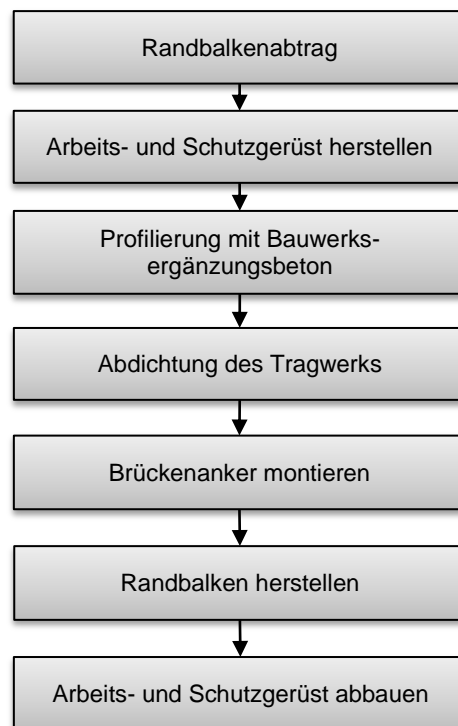 Randbalkenabtrag
Arbeits- und Schutzgerüst herstellen
Profilierung mit Bauwerks-
ergänzungsbeton
Abdichtung des Tragwerks
Brückenanker montieren
Randbalken herstellen
Arbeits- und Schutzgerüst abbauen